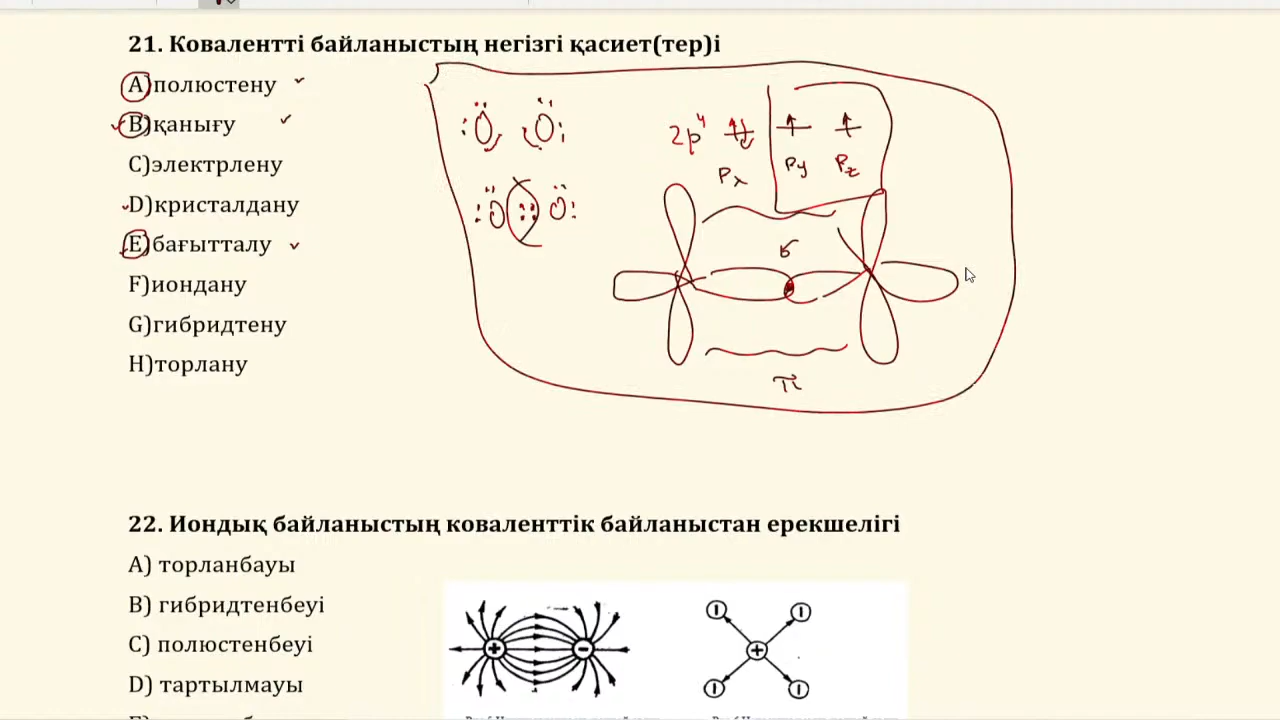 21. Ковалентті байланыстың негізгі қасиет(тер)і
A)полюстену
B)қанығу
C)электрлену
D)кристалдану
E)бағытталу
F)иондану
G)гибридтену
H)торлану
O O
O O
2p⁴
Px Py Pz
σ
π
22. Иондық байланыстың коваленттік байланыстан ерекшелігі
A) торланбауы
B) гибридтенбеуі
C) полюстенбеуі
D) тартылмауы